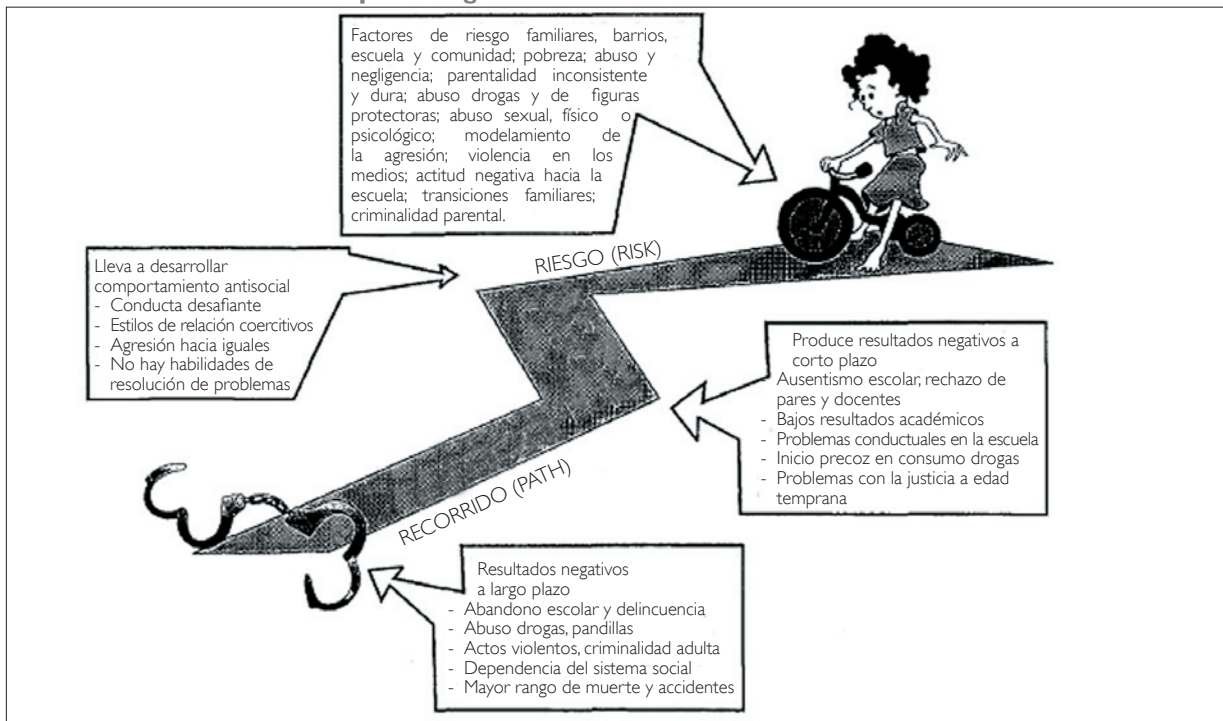 Factores de riesgo familiares, barrios,
escuela y comunidad; pobreza; abuso y
negligencia; parentalidad inconsistente
y dura; abuso drogas y de figuras
protectoras; abuso sexual, físico o
psicológico; modelamiento de
la agresión; violencia en los
medios; actitud negativa hacia la
escuela; transiciones familiares;
criminalidad parental.
RIESGO (RISK)
Lleva a desarrollar
comportamiento antisocial
- Conducta desafiante
- Estilos de relación coercitivos
- Agresión hacia iguales
- No hay habilidades de
resolución de problemas
Produce resultados negativos a
corto plazo
Ausentismo escolar, rechazo de
pares y docentes
- Bajos resultados académicos
- Problemas conductuales en la escuela
- Inicio precoz en consumo drogas
- Problemas con la justicia a edad
temprana
RECORRIDO (PATH)
Resultados negativos
a largo plazo
- Abandono escolar y delincuencia
- Abuso drogas, pandillas
- Actos violentos, criminalidad adulta
- Dependencia del sistema social
- Mayor rango de muerte y accidentes